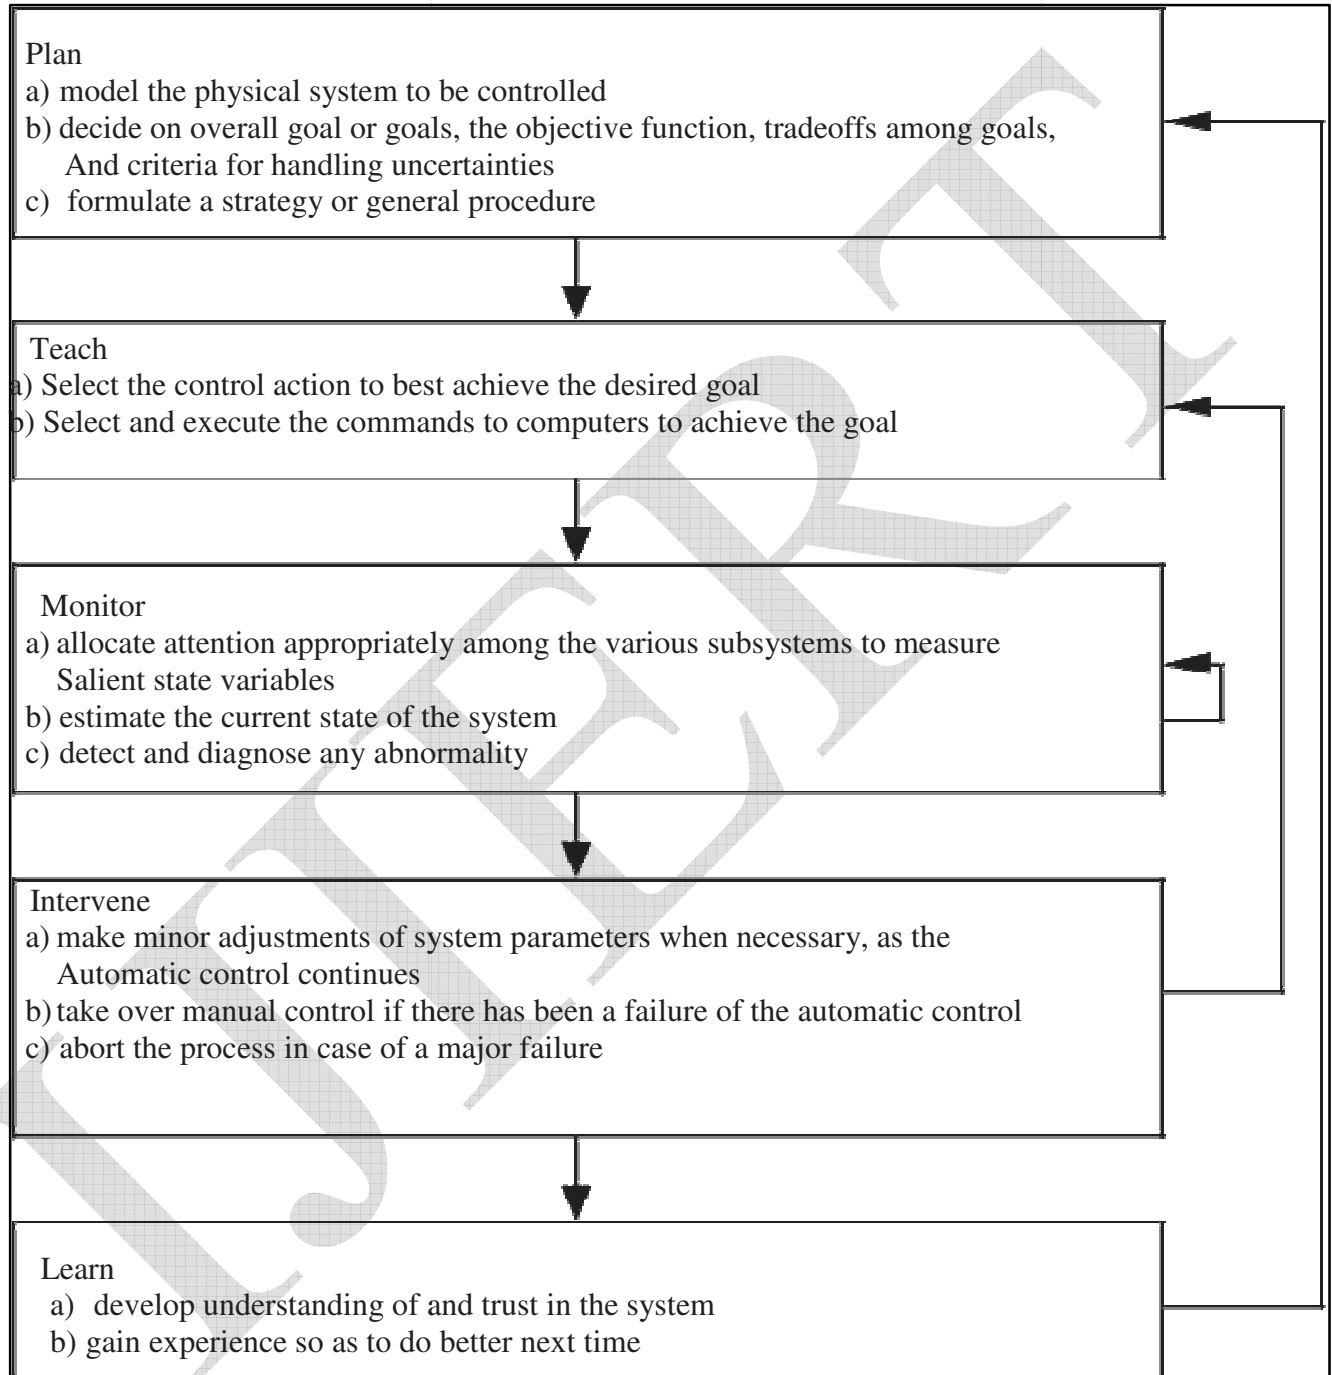 Plan
a) model the physical system to be controlled
b) decide on overall goal or goals, the objective function, tradeoffs among goals,
And criteria for handling uncertainties
c) formulate a strategy or general procedure
Teach
a) Select the control action to best achieve the desired goal
b) Select and execute the commands to computers to achieve the goal
Monitor
a) allocate attention appropriately among the various subsystems to measure
Salient state variables
b) estimate the current state of the system
c) detect and diagnose any abnormality
Intervene
a) make minor adjustments of system parameters when necessary, as the
Automatic control continues
b) take over manual control if there has been a failure of the automatic control
c) abort the process in case of a major failure
Learn
a) develop understanding of and trust in the system
b) gain experience so as to do better next time
IJIERT